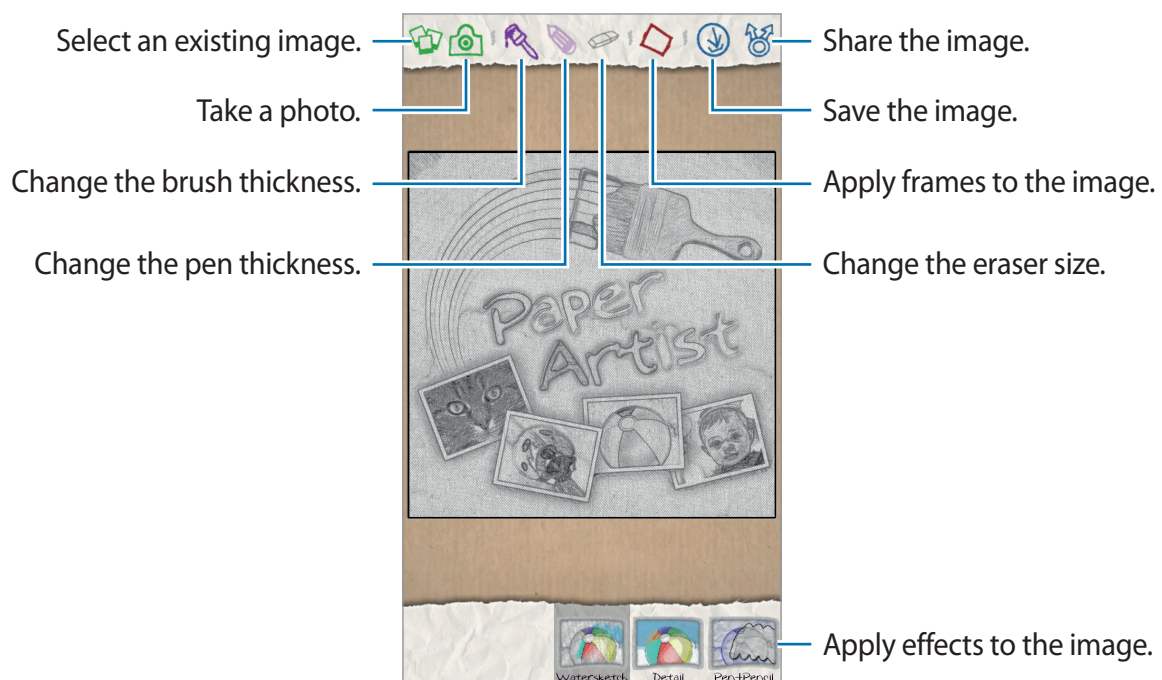 Select an existing image.
Share the image.
Take a photo.
Save the image.
Change the brush thickness.
Apply frames to the image.
Change the pen thickness.
Change the eraser size.
Paper
Artist
Apply effects to the image.
Watersketch
Detail
Pen+Pencil